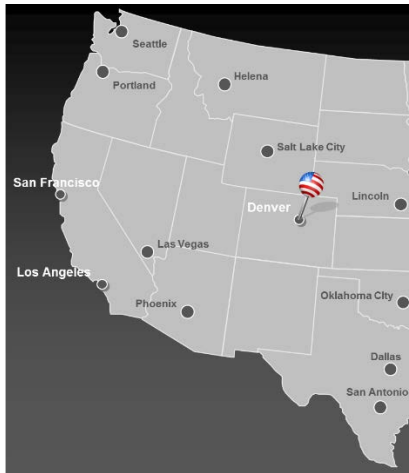 Seattle
Portland
Helena
Salt Lake City
San Francisco
Denver
Lincoln
Las Vegas
Los Angeles
Phoenix
Oklahoma City
Dallas
San Antonio